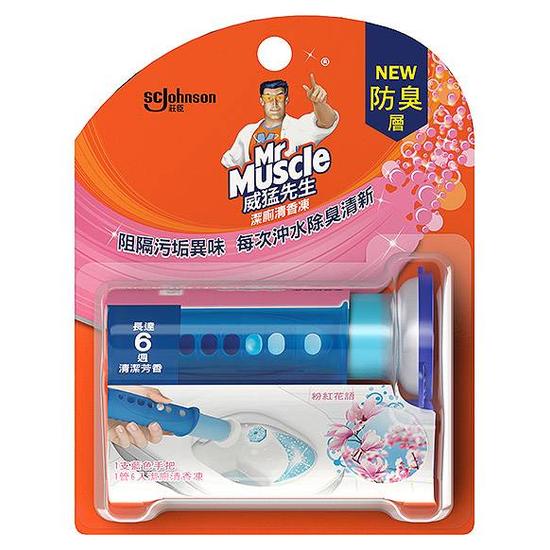 SCJohnson
莊臣
NEW
防臭
層
®
Mr
Muscle
威猛先生
潔廁清香凍
阻隔污垢異味 每次沖水除臭清新
長達
6
週
清潔芳香
粉紅花語
1支藍色手把
1管6入潔廁清香凍